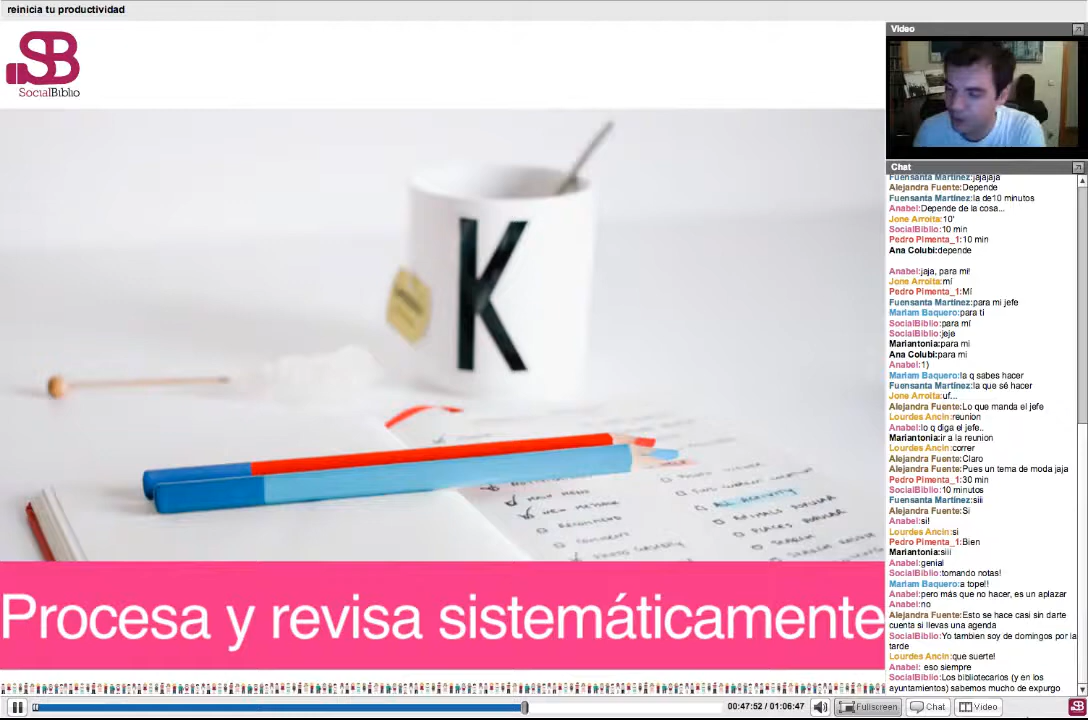 reinicia tu productividad
SB
SocialBiblio
K
Procesa y revisa sistemáticamente
Video
Chat
Fuensanta Martínez:jajajaja
Alejandra Fuente:Depende
Fuensanta Martínez:la de10 minutos
Anabel:Depende de la cosa...
Jone Arroita:10'
SocialBiblio:10 min
Pedro Pimenta_1:10 min
Ana Colubi:depende
Anabel:jaja, para mi!
Jone Arroita:mí
Pedro Pimenta_1:Mí
Fuensanta Martínez:para mi jefe
Mariam Baquero:para ti
SocialBiblio:para mí
SocialBiblio:jeje
Mariantonia:para mi
Ana Colubi:para mi
Anabel:1)
Mariam Baquero:la q sabes hacer
Fuensanta Martínez:la que sé hacer
Jone Arroita:uf...
Alejandra Fuente:Lo que manda el jefe
Lourdes Ancin:reunion
Anabel:lo q diga el jefe..
Mariantonia:ir a la reunion
Lourdes Ancin:correr
Alejandra Fuente:Claro
Alejandra Fuente:Pues un tema de moda jaja
Pedro Pimenta_1:30 min
SocialBiblio:10 minutos
Fuensanta Martínez:siii
Alejandra Fuente:Si
Anabel:si!
Lourdes Ancin:si
Pedro Pimenta_1:Bien
Mariantonia:siii
Anabel:genial
SocialBiblio:tomando notas!
Mariam Baquero:a tope!!
Anabel:pero más que no hacer, es un aplazar
Anabel:no
Alejandra Fuente:Esto se hace casi sin darte
cuenta si llevas una agenda
SocialBiblio:Yo tambien soy de domingos por la
tarde
Lourdes Ancin:que suerte!
Anabel: eso siempre
SocialBiblio:Los bibliotecarios (y en los
ayuntamientos) sabemos mucho de expurgo
00:47:52 / 01:06:47
Fullscreen
Chat
Video
SB